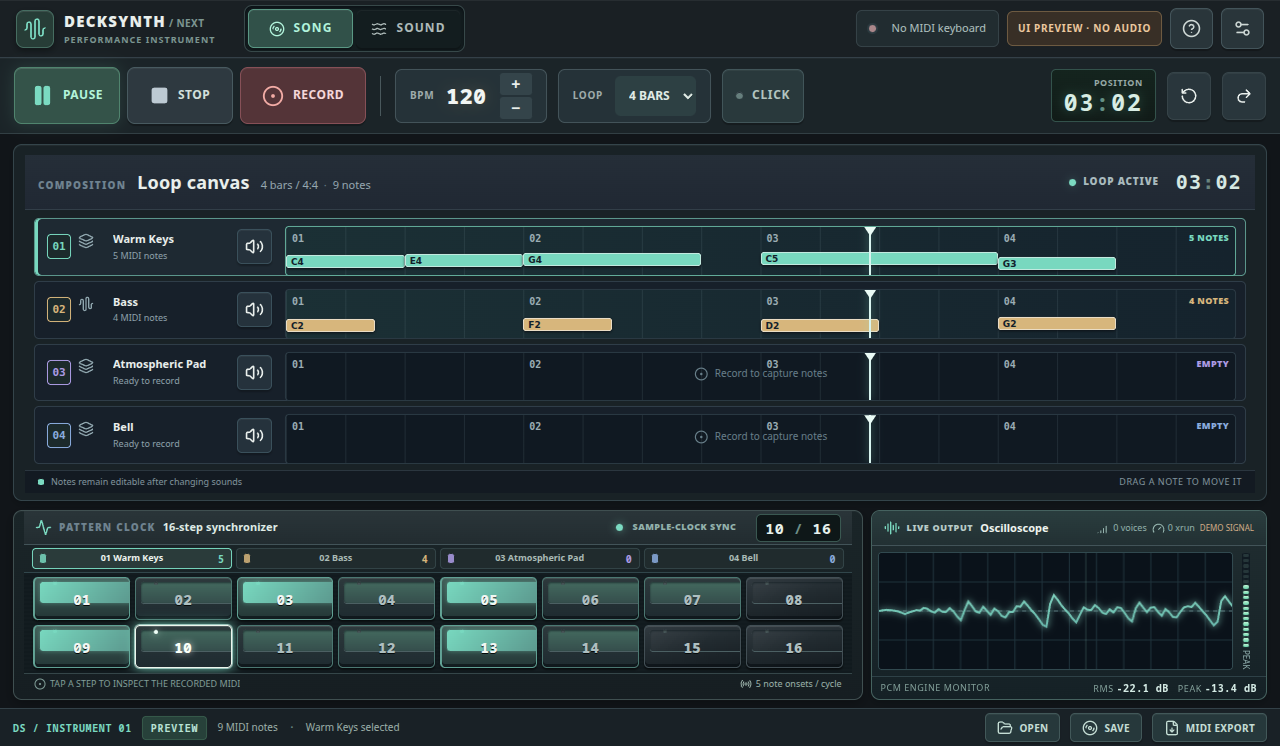 DECKSYNTH / NEXT
PERFORMANCE INSTRUMENT
SONG
SOUND
No MIDI keyboard
UI PREVIEW · NO AUDIO
PAUSE
STOP
RECORD
BPM 120 + −
LOOP 4 BARS
CLICK
POSITION
03:02
COMPOSITION Loop canvas 4 bars / 4:4 · 9 notes
LOOP ACTIVE 03:02
01 Warm Keys
5 MIDI notes
01 02 03 04 5 NOTES
C4 E4 G4 C5 G3
02 Bass
4 MIDI notes
01 02 03 04 4 NOTES
C2 F2 D2 G2
03 Atmospheric Pad
Ready to record
01 02 03 04 EMPTY
Record to capture notes
04 Bell
Ready to record
01 02 03 04 EMPTY
Record to capture notes
Notes remain editable after changing sounds
DRAG A NOTE TO MOVE IT
PATTERN CLOCK 16-step synchronizer
SAMPLE-CLOCK SYNC 10 / 16
01 Warm Keys 5
02 Bass 4
03 Atmospheric Pad 0
04 Bell 0
01 02 03 04 05 06 07 08
09 10 11 12 13 14 15 16
TAP A STEP TO INSPECT THE RECORDED MIDI
5 note onsets / cycle
LIVE OUTPUT Oscilloscope
0 voices 0 xrun DEMO SIGNAL
PEAK
PCM ENGINE MONITOR
RMS -22.1 dB PEAK -13.4 dB
DS / INSTRUMENT 01 PREVIEW 9 MIDI notes · Warm Keys selected
OPEN
SAVE
MIDI EXPORT